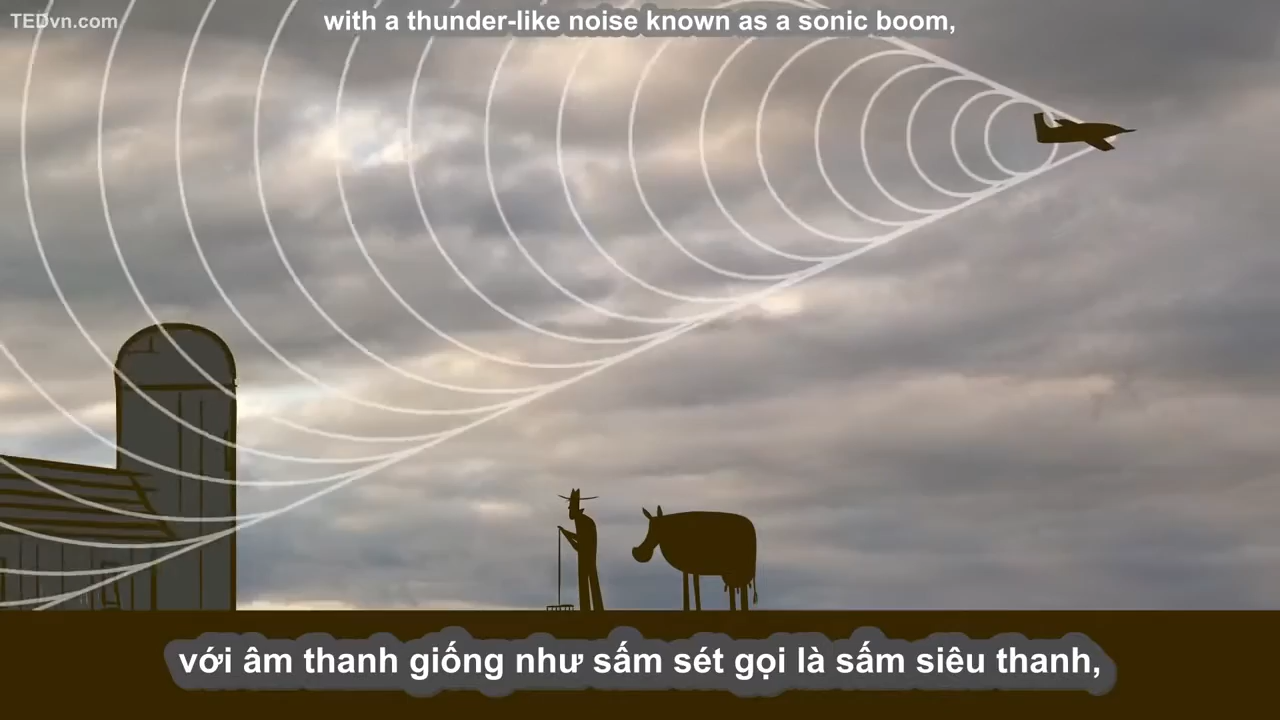 TEDvn.com
with a thunder-like noise known as a sonic boom,
với âm thanh giống như sấm sét gọi là sấm siêu thanh,